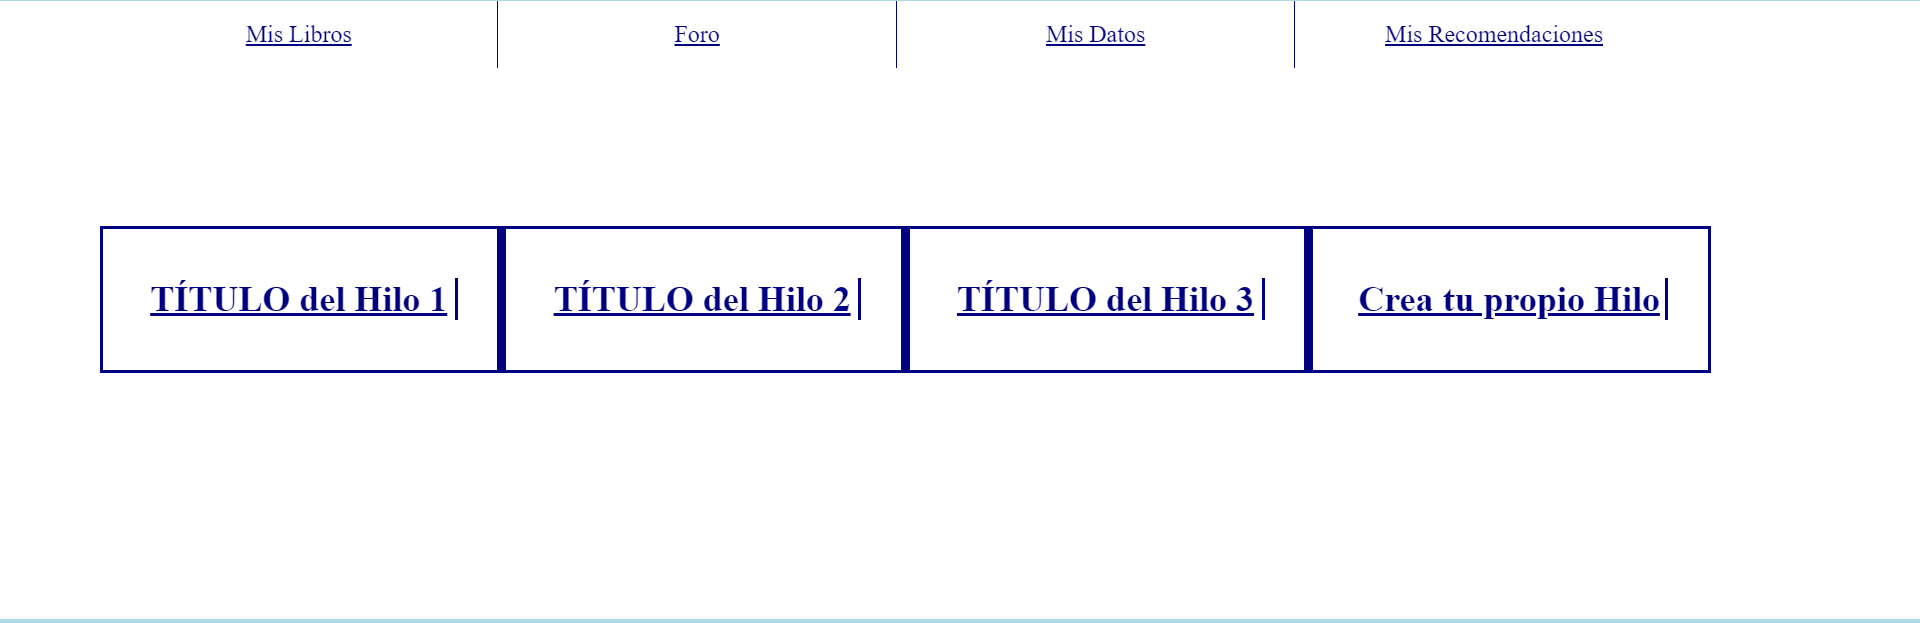 Mis Libros
Foro
Mis Datos
Mis Recomendaciones
TÍTULO del Hilo 1
TÍTULO del Hilo 2
TÍTULO del Hilo 3
Crea tu propio Hilo